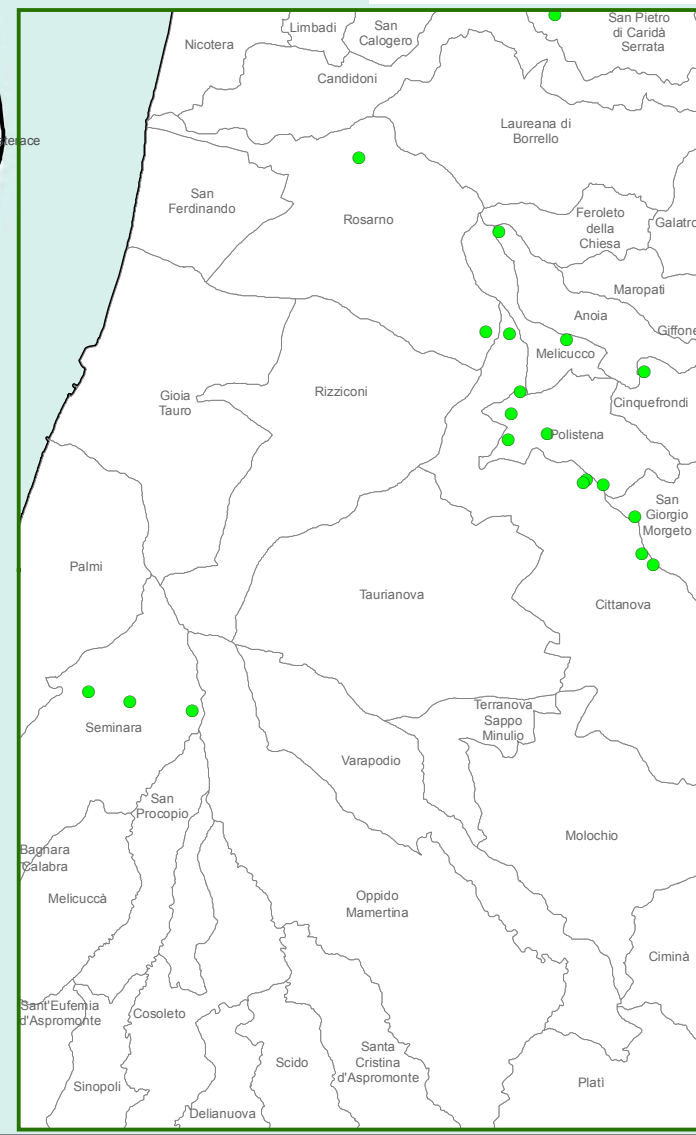 San Pietro
di Caridà
Serrata
Limbadi
San
Calogero
Nicotera
Candidoni
Laureana di
Borrello
San
Ferdinando
Rosarno
Feroleto
della
Chiesa
Galatro
Maropati
Anoia
Giffone
Melicucco
Gioia
Tauro
Rizziconi
Cinquefrondi
Polistena
San
Giorgio
Morgeto
Palmi
Taurianova
Cittanova
Seminara
Terranova
Sappo
Minulio
Varapodio
San
Procopio
Molochio
Bagnara
Calabra
Melicuccà
Oppido
Mamertina
Ciminà
Sant'Eufemia
d'Aspromonte
Cosoleto
Scido
Santa
Cristina
d'Aspromonte
Sinopoli
Platì
Delianuova